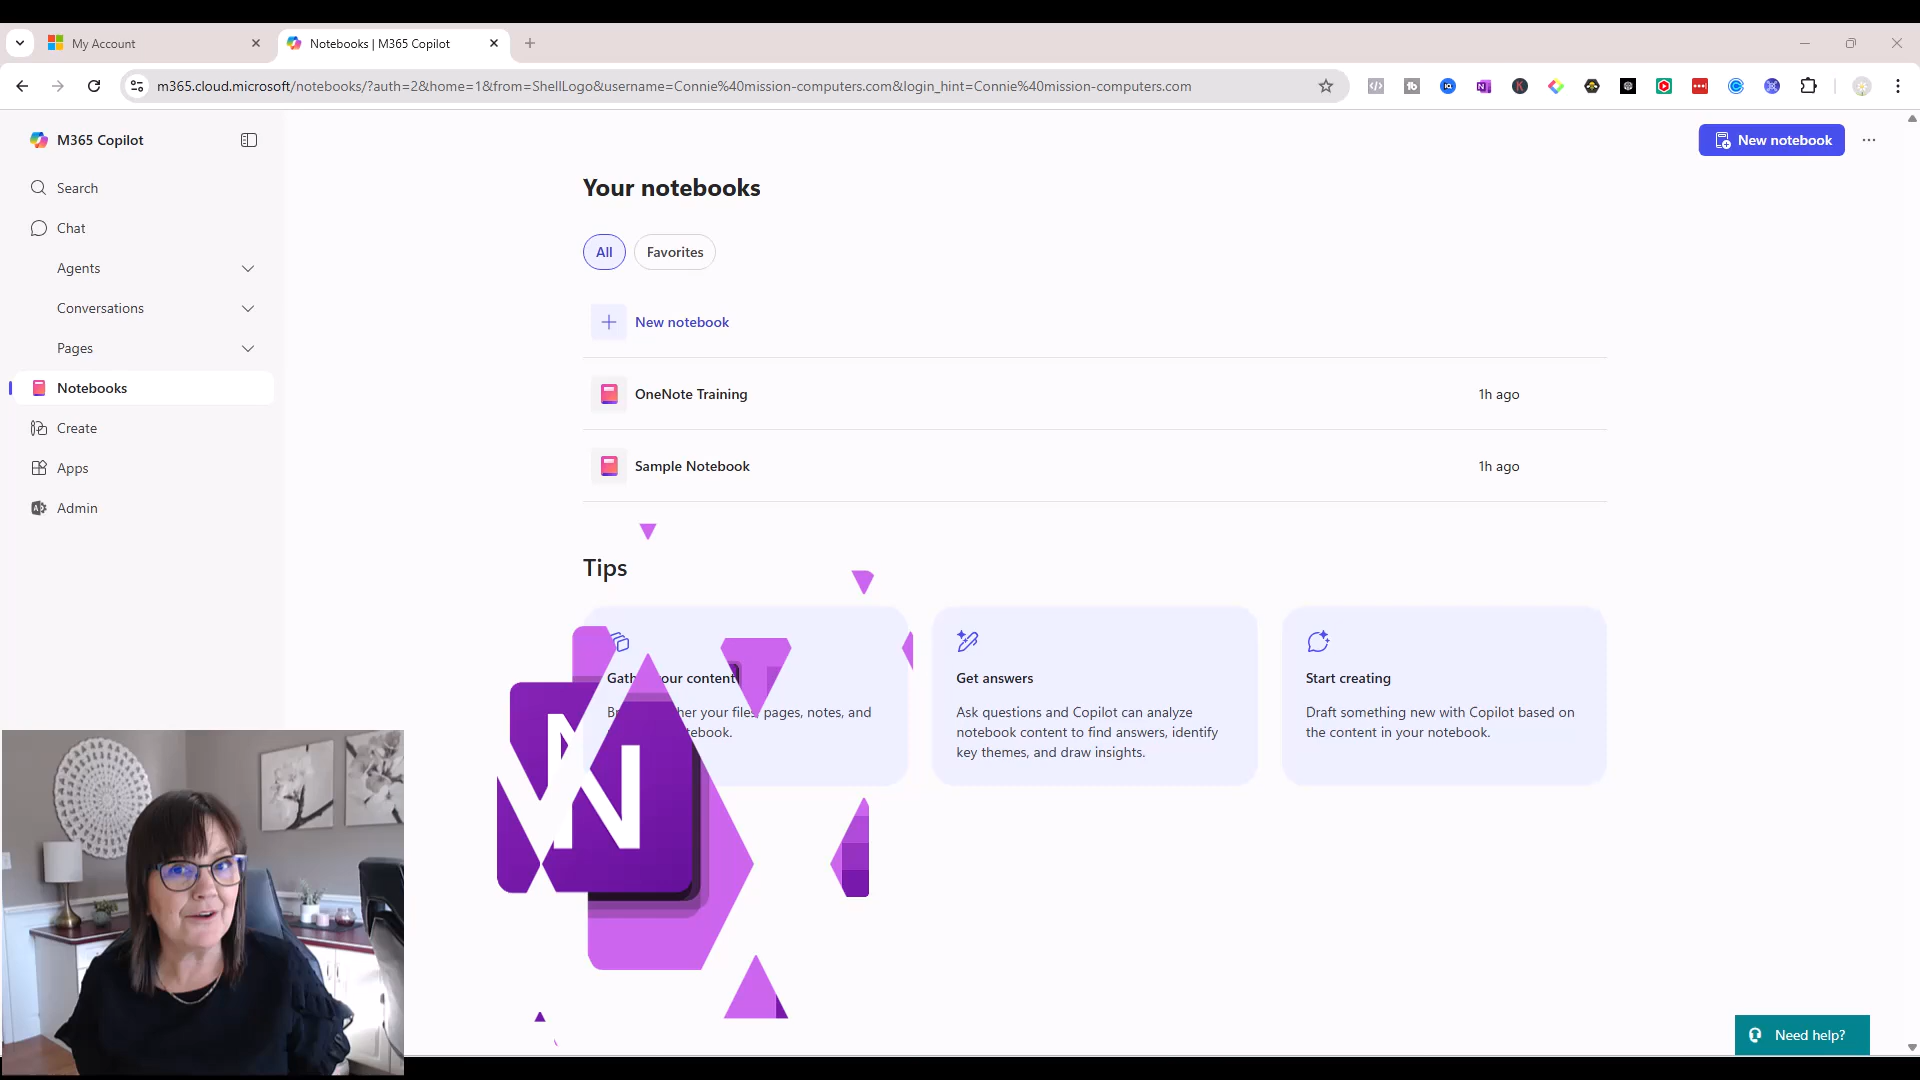 My Account
Notebooks | M365 Copilot
m365.cloud.microsoft/notebooks/?auth=2&home=1&from=ShellLogo&username=Connie%40mission-computers.com&login_hint=Connie%40mission-computers.com
M365 Copilot
New notebook
Search
Your notebooks
Chat
All
Favorites
Agents
Conversations
New notebook
Pages
Notebooks
OneNote Training
1h ago
Create
Apps
Sample Notebook
1h ago
Admin
Tips
your content
Get answers
Start creating
your files, pages, notes, and
Ask questions and Copilot can analyze
notebook content to find answers, identify
key themes, and draw insights.
Draft something new with Copilot based on
the content in your notebook.
N
Need help?